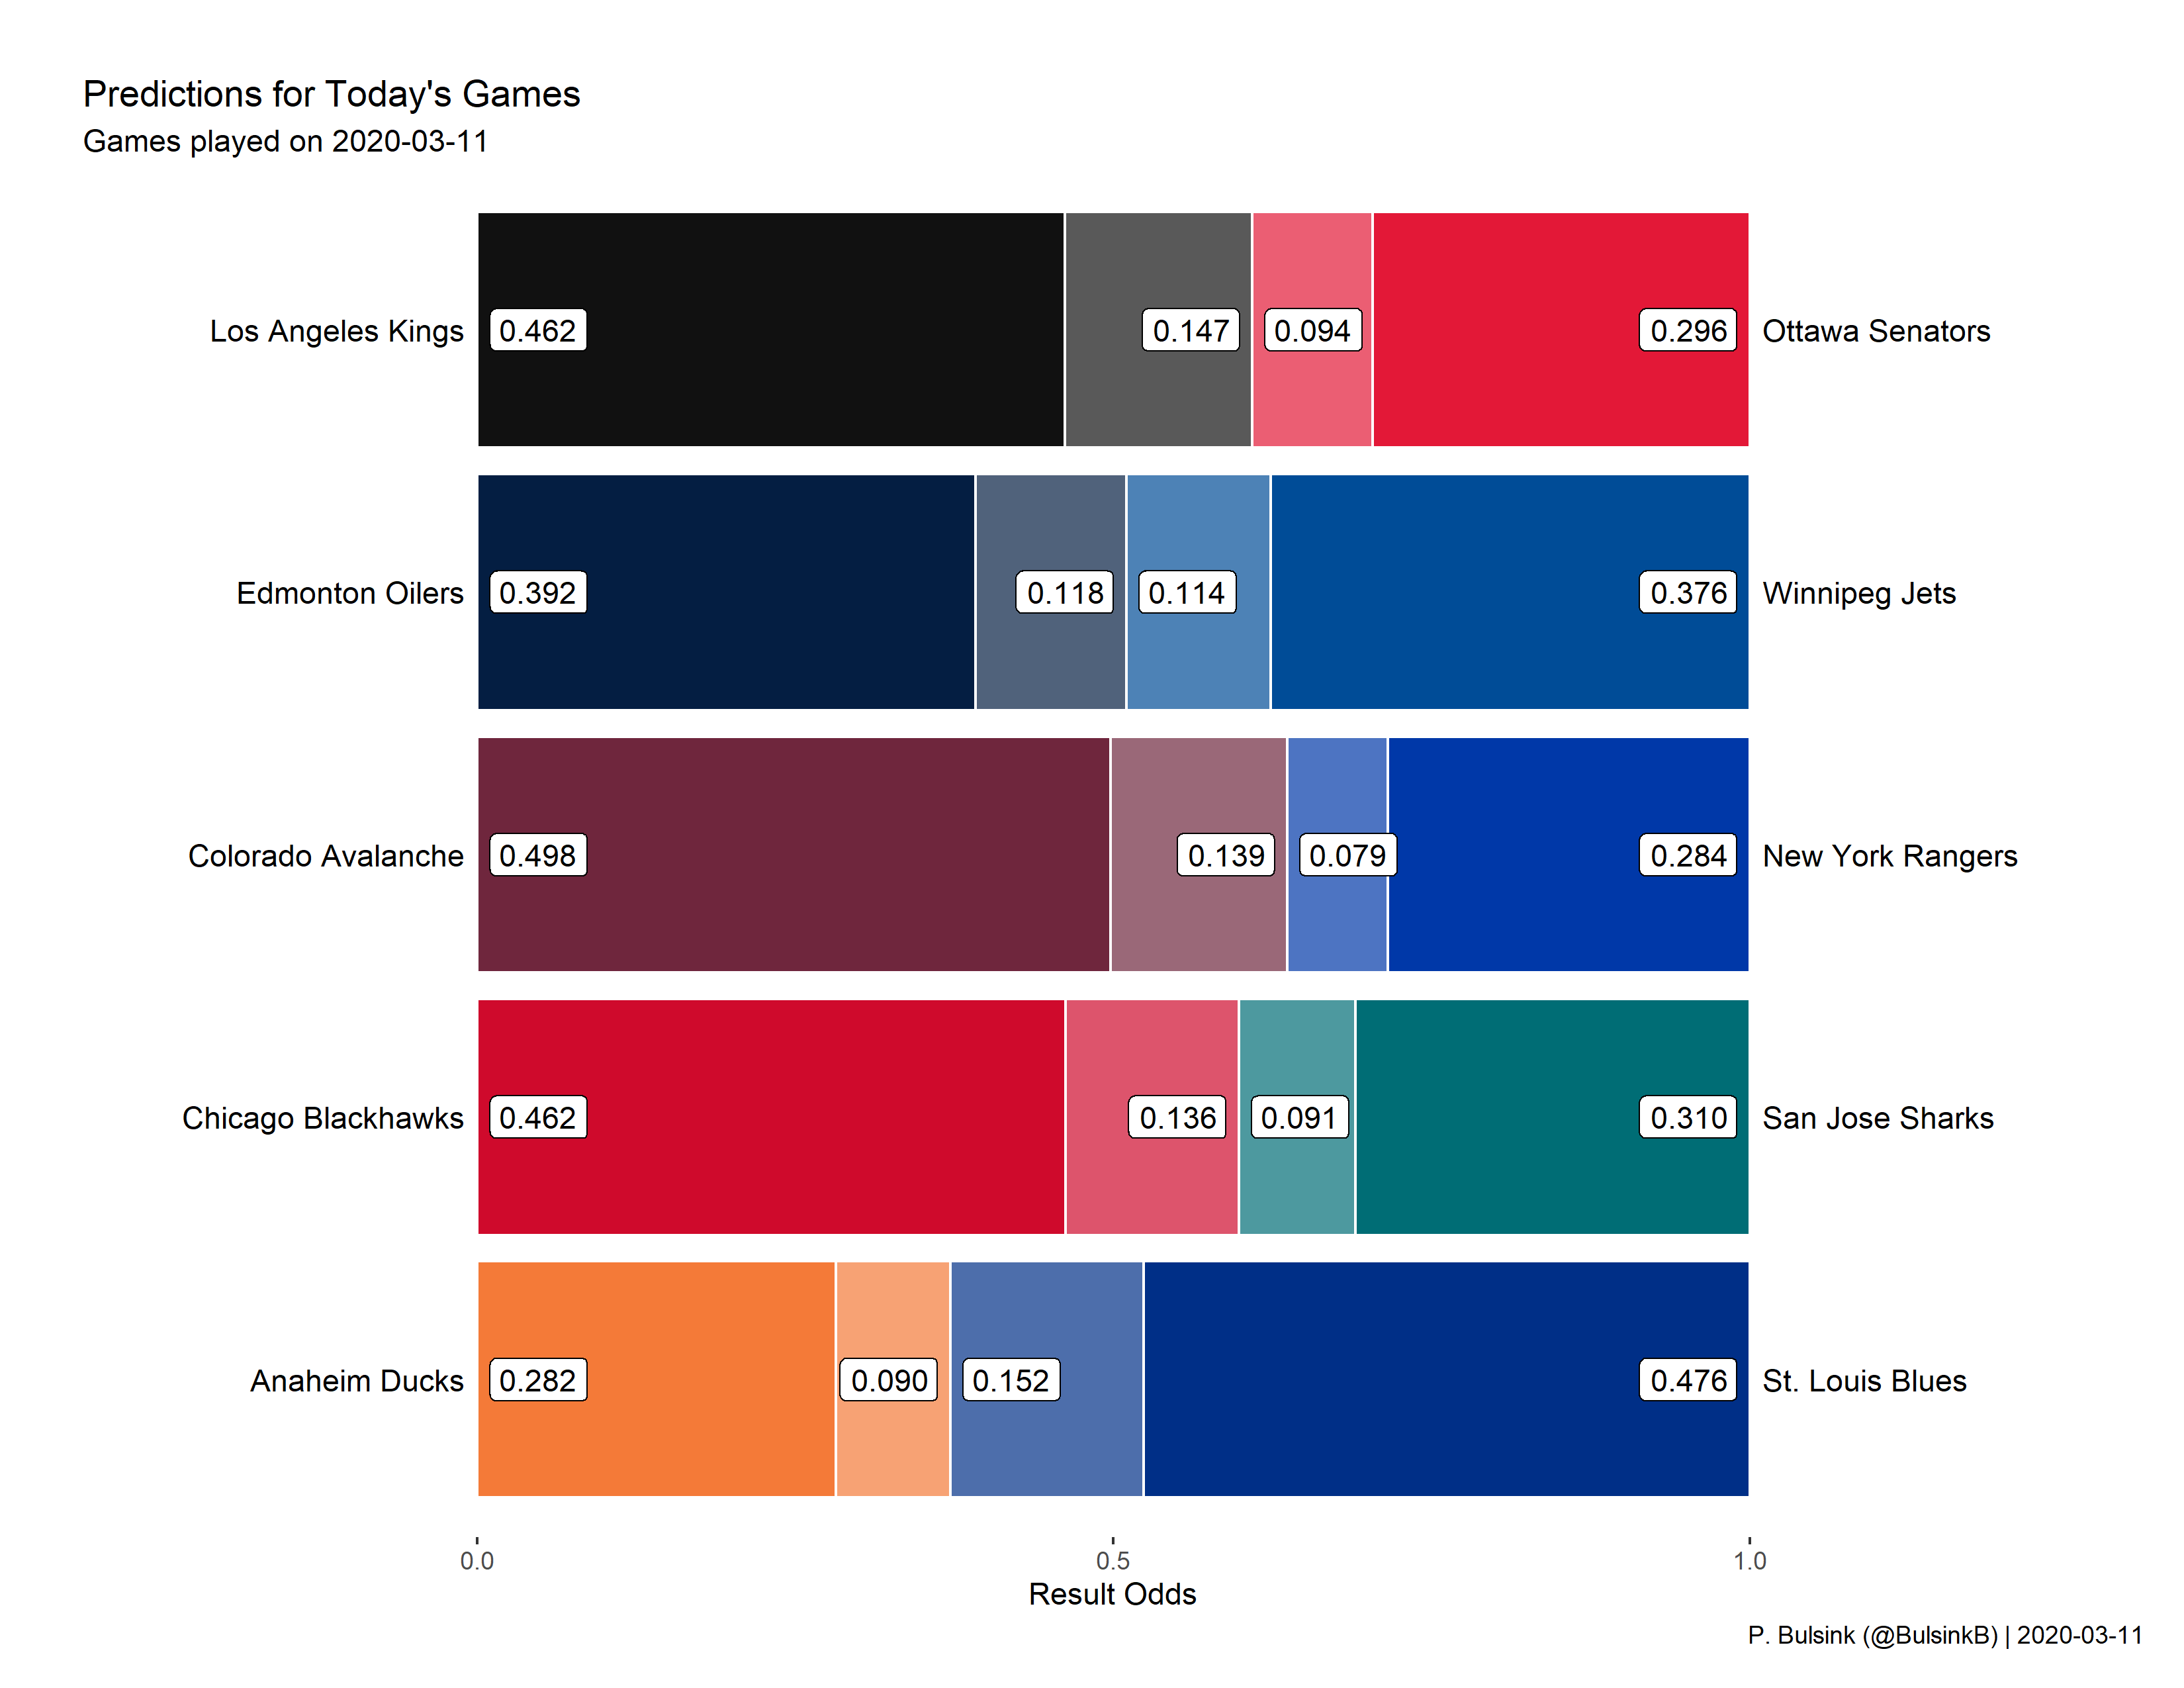 Predictions for Today's Games
Games played on 2020-03-11
Los Angeles Kings 0.462 0.147 0.094 0.296 Ottawa Senators
Edmonton Oilers 0.392 0.118 0.114 0.376 Winnipeg Jets
Colorado Avalanche 0.498 0.139 0.079 0.284 New York Rangers
Chicago Blackhawks 0.462 0.136 0.091 0.310 San Jose Sharks
Anaheim Ducks 0.282 0.090 0.152 0.476 St. Louis Blues
0.0 0.5 1.0
Result Odds
P. Bulsink (@BulsinkB) | 2020-03-11